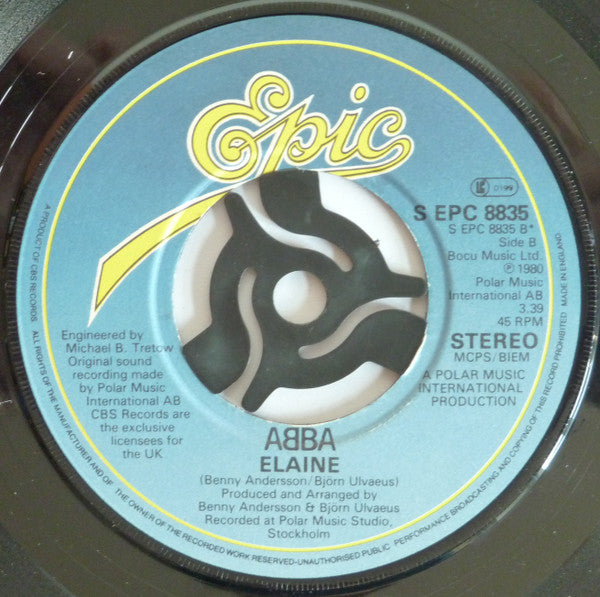 Epic
LC 0199
S EPC 8835
S EPC 8835 B*
Side B
Bocu Music Ltd.
℗ 1980
Polar Music
International AB
3.39
45 RPM
STEREO
MCPS/BIEM
A POLAR MUSIC
INTERNATIONAL
PRODUCTION
Engineered by
Michael B. Tretow
Original sound
recording made
by Polar Music
International AB
CBS Records are
the exclusive
licensees for
the UK
ABBA
ELAINE
(Benny Andersson/Björn Ulvaeus)
Produced and Arranged by
Benny Andersson & Björn Ulvaeus
Recorded at Polar Music Studio,
Stockholm
A PRODUCT OF CBS RECORDS. ALL RIGHTS OF THE MANUFACTURER AND OF THE OWNER OF THE RECORDED WORK RESERVED-UNAUTHORISED PUBLIC PERFORMANCE BROADCASTING AND COPYING OF THIS RECORD PROHIBITED MADE IN ENGLAND.